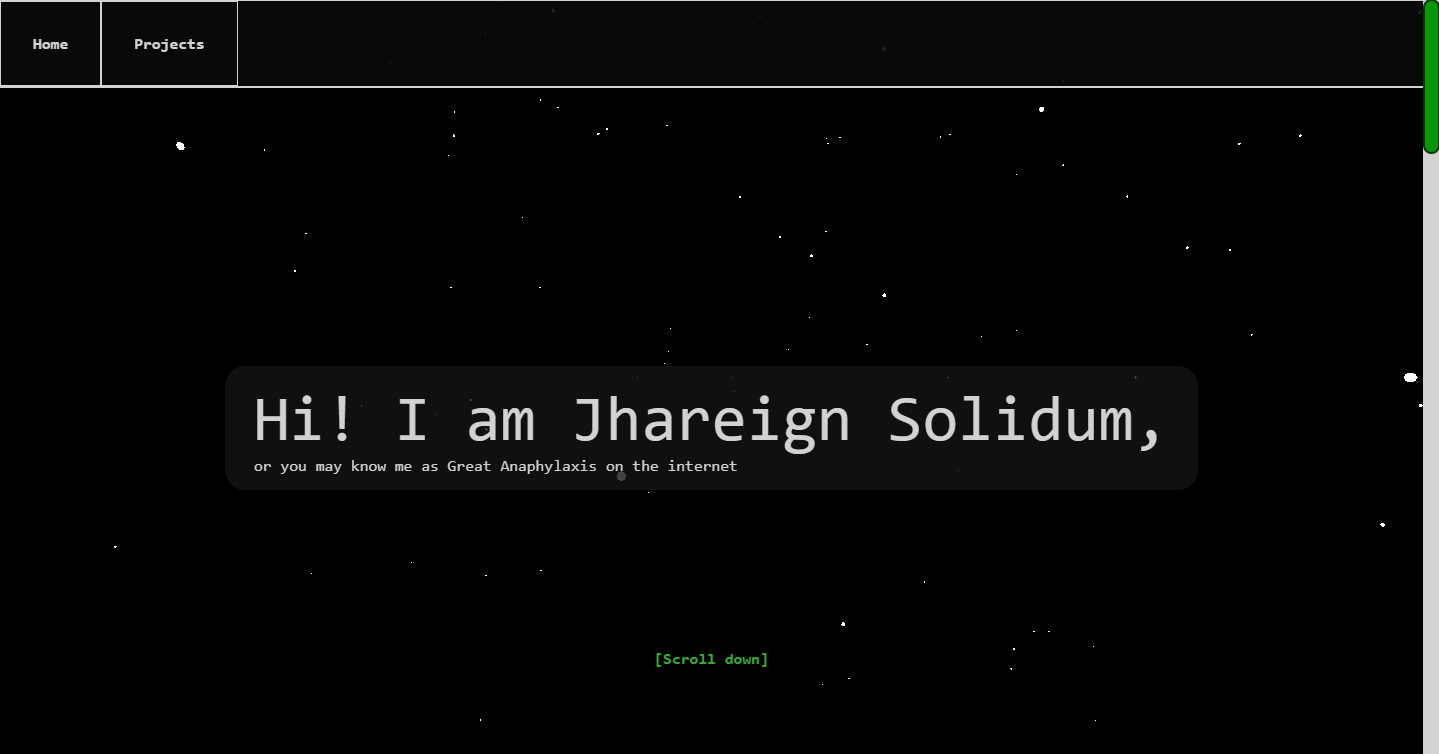 Home
Projects
Hi! I am Jhareign Solidum,
or you may know me as Great Anaphylaxis on the internet
[Scroll down]